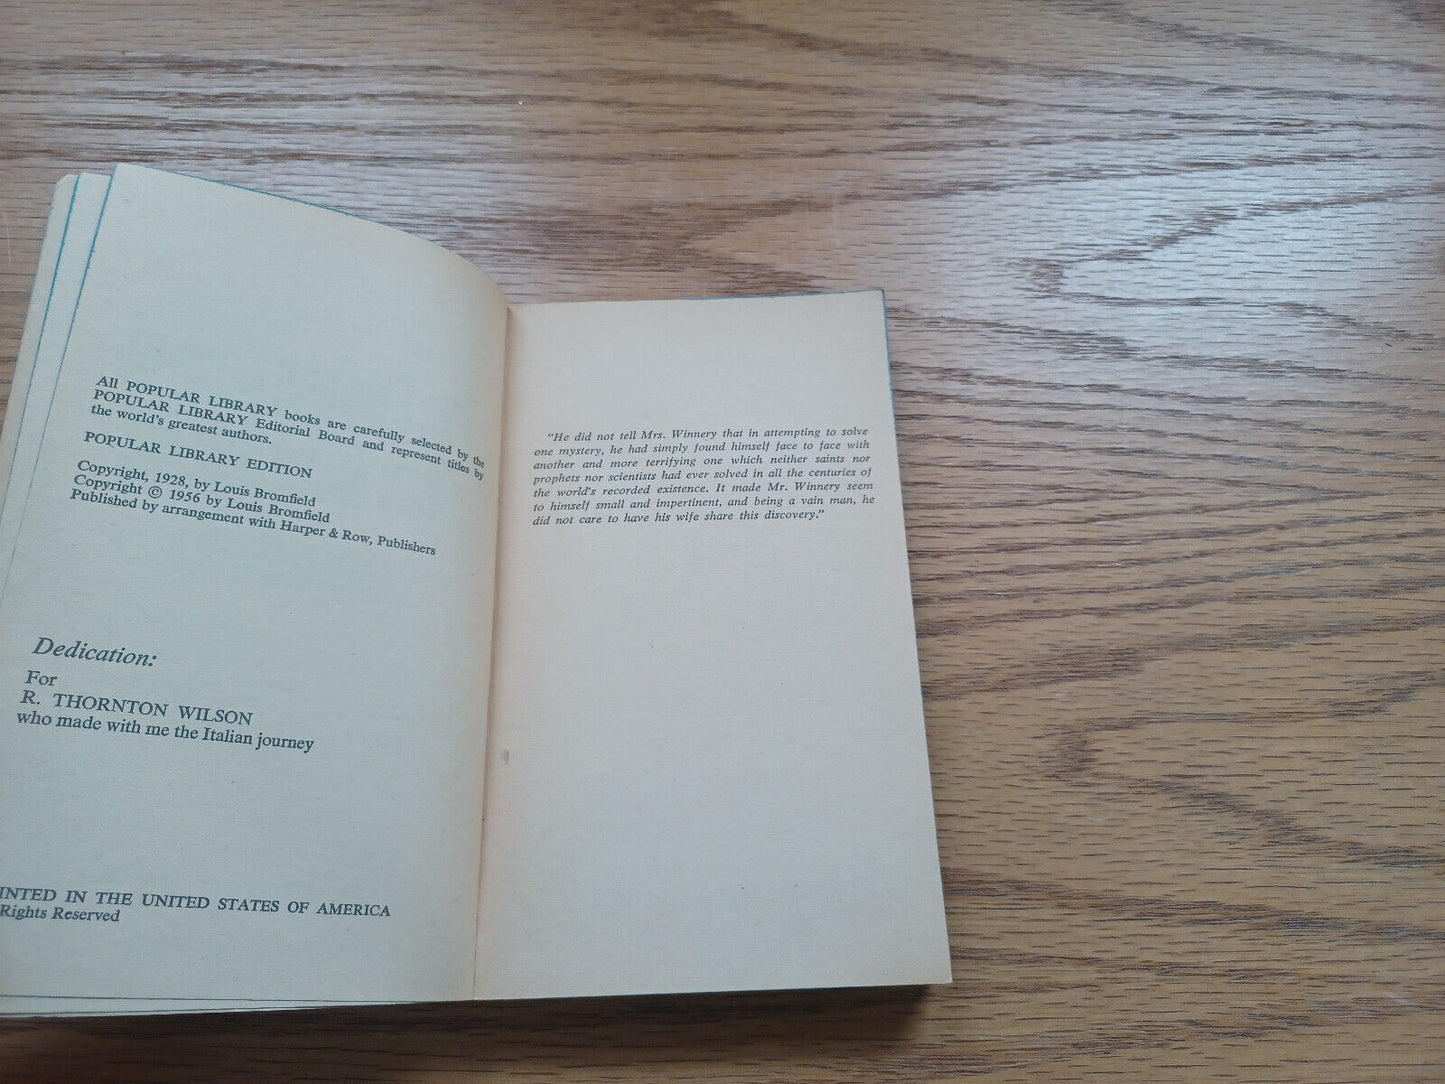 All POPULAR LIBRARY books are carefully selected by the
POPULAR LIBRARY Editorial Board and represent titles by
the world's greatest authors.
POPULAR LIBRARY EDITION
Copyright, 1928, by Louis Bromfield
Copyright © 1956 by Louis Bromfield
Published by arrangement with Harper & Row, Publishers
Dedication:
For
R. THORNTON WILSON
who made with me the Italian journey
INTED IN THE UNITED STATES OF AMERICA
Rights Reserved
"He did not tell Mrs. Winnery that in attempting to solve
one mystery, he had simply found himself face to face with
another and more terrifying one which neither saints nor
prophets nor scientists had ever solved in all the centuries of
the world's recorded existence. It made Mr. Winnery seem
to himself small and impertinent, and being a vain man, he
did not care to have his wife share this discovery."